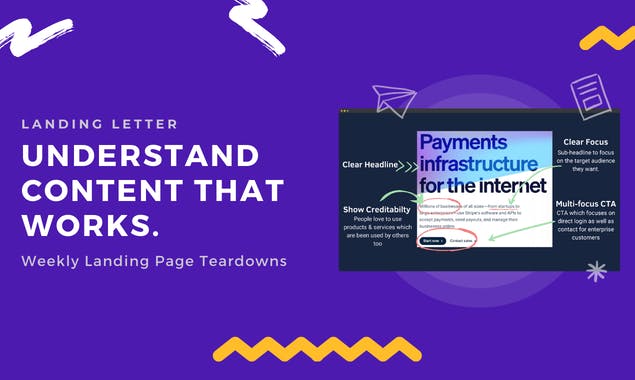 LANDING LETTER
UNDERSTAND
CONTENT THAT
WORKS.
Weekly Landing Page Teardowns
Clear Headline
Show Creditabilty
People love to use
products & services which
are been used by others
too
Payments
infrastructure
for the internet
Millions of businesses of all sizes—from startups to
large enterprises—use Stripe's software and APIs to
accept payments, send payouts, and manage their
businesses online.
Start now
Contact sales
Clear Focus
Sub-headline to focus
on the target audience
they want.
Multi-focus CTA
CTA which focuses on
direct login as well as
contact for enterprise
customers